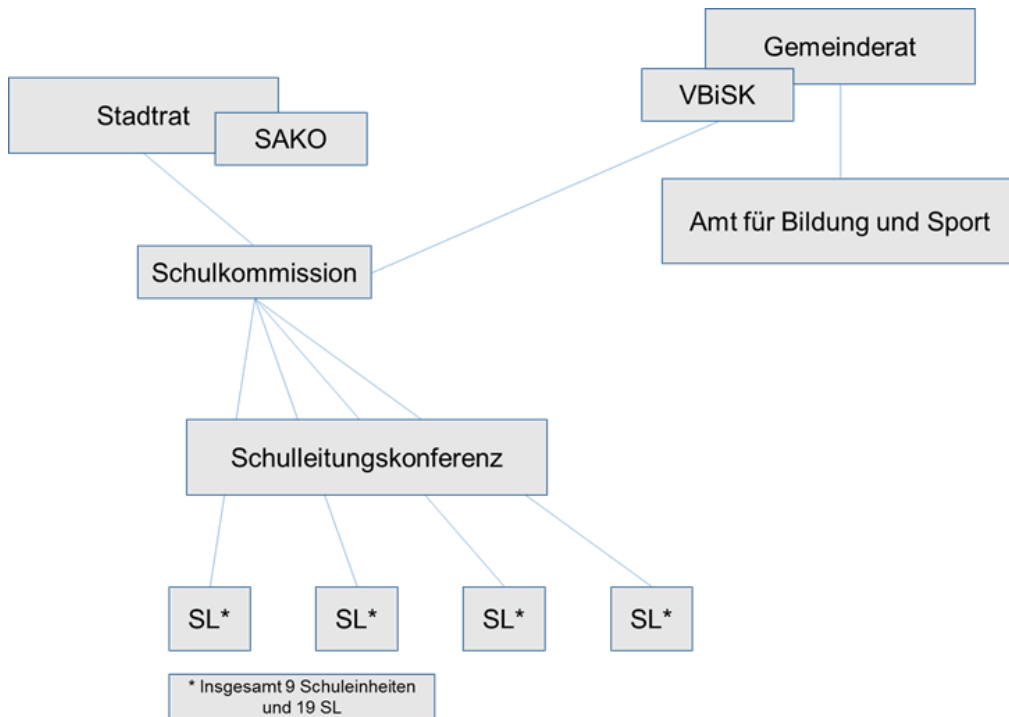 Gemeinderat
VBiSK
Stadtrat
SAKO
Amt für Bildung und Sport
Schulkommission
Schulleitungskonferenz
SL*
SL*
SL*
SL*
* Insgesamt 9 Schuleinheiten
und 19 SL